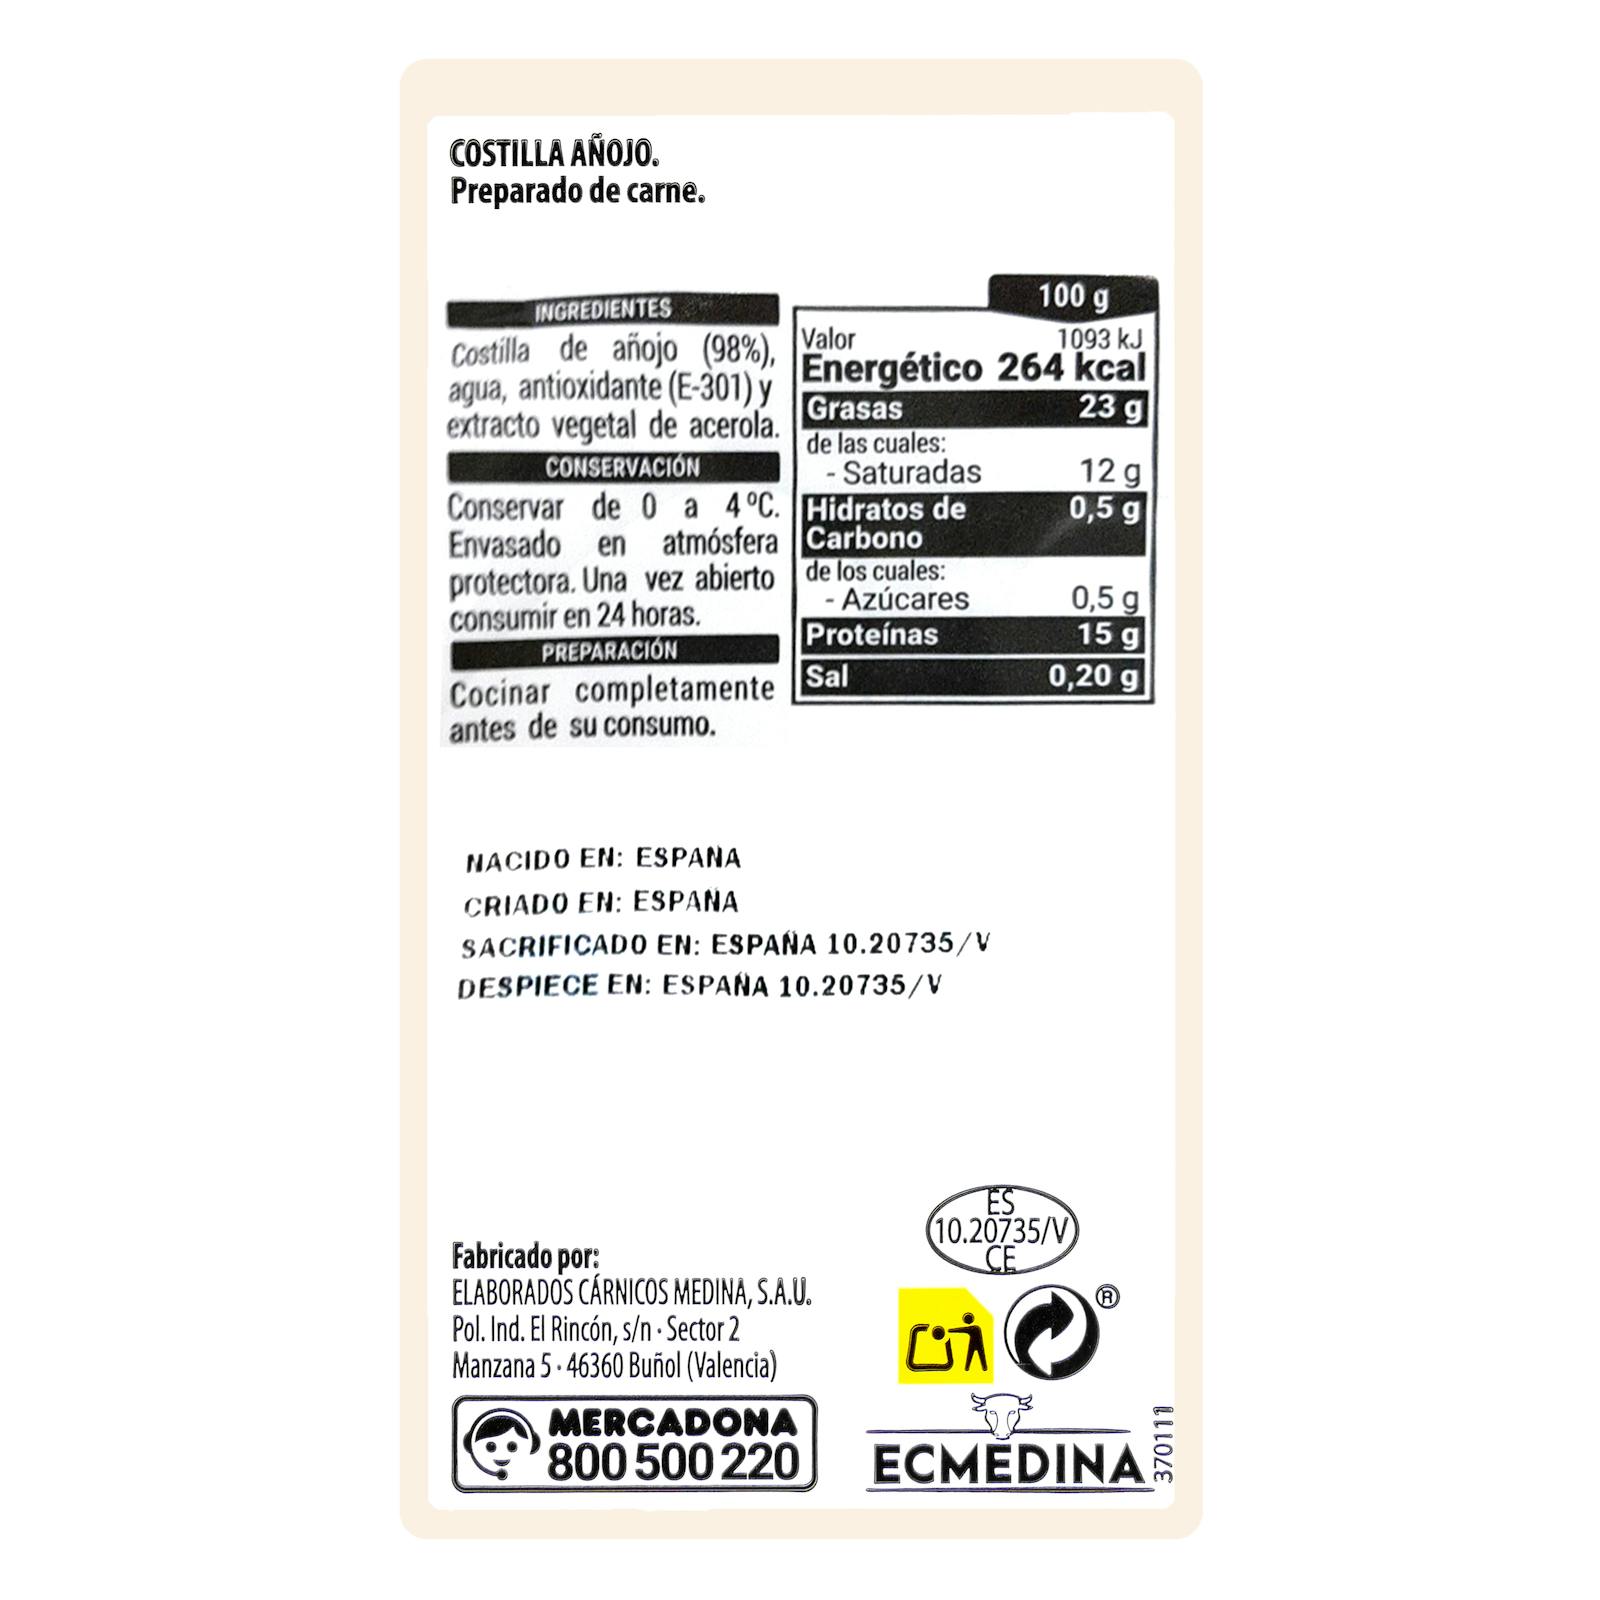 COSTILLA AÑOJO.
Preparado de carne.
INGREDIENTES
Costilla de añojo (98%),
agua, antioxidante (E-301) y
extracto vegetal de acerola.
CONSERVACIÓN
Conservar de 0 a 4 ºC.
Envasado en atmósfera
protectora. Una vez abierto
consumir en 24 horas.
PREPARACIÓN
Cocinar completamente
antes de su consumo.
100 g
Valor 1093 kJ
Energético 264 kcal
Grasas 23 g
de las cuales:
- Saturadas 12 g
Hidratos de 0,5 g
Carbono
de los cuales:
- Azúcares 0,5 g
Proteínas 15 g
Sal 0,20 g
NACIDO EN: ESPAÑA
CRIADO EN: ESPAÑA
SACRIFICADO EN: ESPAÑA 10.20735/V
DESPIECE EN: ESPAÑA 10.20735/V
ES
10.20735/V
CE
Fabricado por:
ELABORADOS CÁRNICOS MEDINA, S.A.U.
Pol. Ind. El Rincón, s/n · Sector 2
Manzana 5 · 46360 Buñol (Valencia)
MERCADONA
800 500 220
®
ECMEDINA
370111